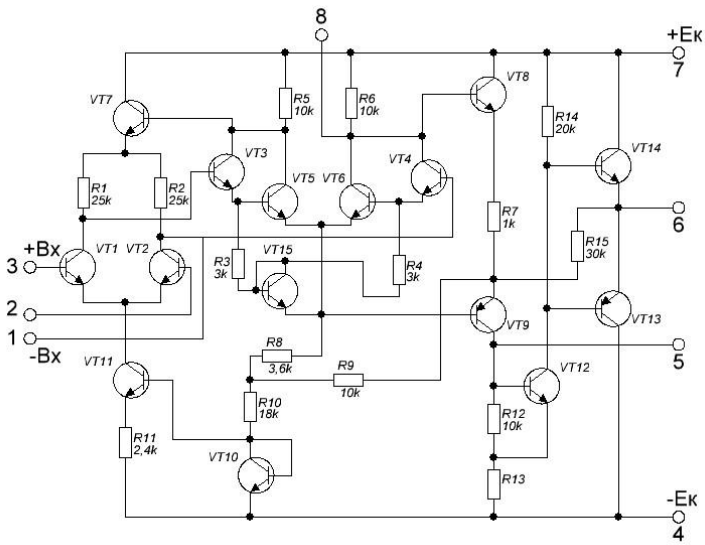 8
+Eк
7
VT7
R5
10k
R6
10k
VT8
R14
20k
VT3
VT4
VT14
R1
25k
R2
25k
VT5
VT6
R7
1k
6
+Вх
3
VT1
VT2
R3
3k
VT15
R4
3k
R15
30k
2
1
-Вх
VT9
VT13
R8
3,6k
R9
10k
5
VT11
VT12
R10
18k
R12
10k
R11
2,4k
VT10
R13
-Eк
4